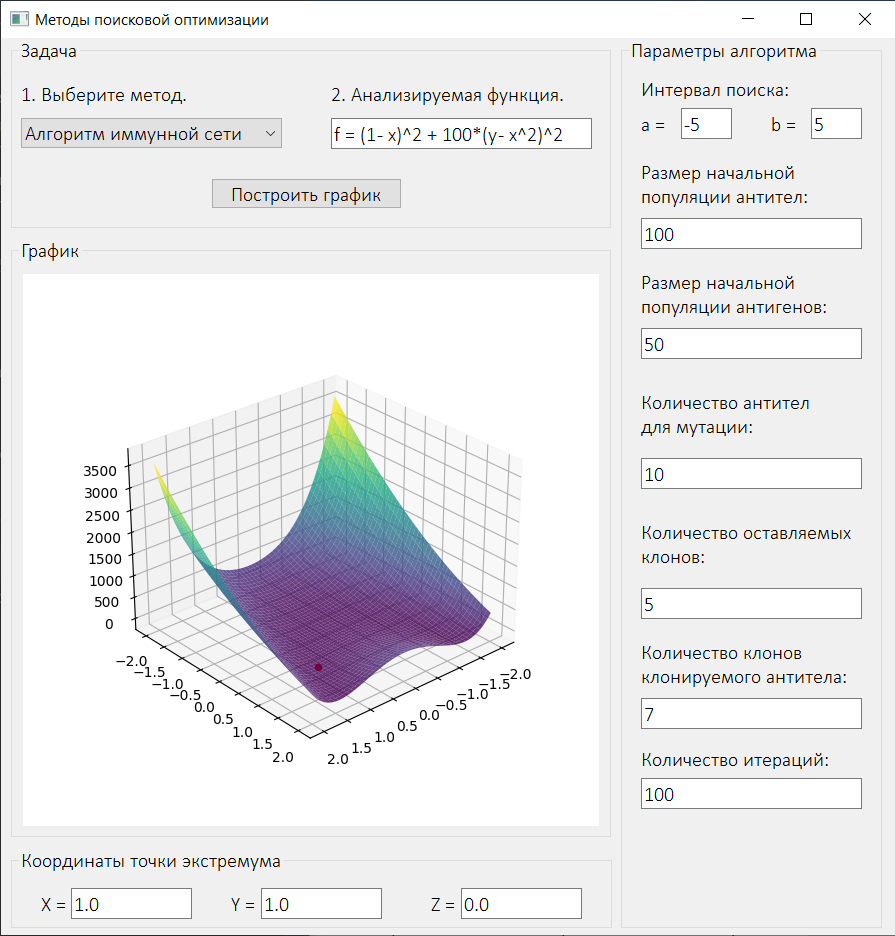 Методы поисковой оптимизации
Задача
1. Выберите метод.
2. Анализируемая функция.
Алгоритм иммунной сети
f = (1- x)^2 + 100*(y- x^2)^2
Построить график
График
3500
3000
2500
2000
1500
1000
500
0
−2.0
−1.5
−1.0
−0.5
0.0
0.5
1.0
1.5
2.0
2.0
1.5
1.0
0.5
0.0
−0.5
−1.0
−1.5
−2.0
Координаты точки экстремума
X = 1.0
Y = 1.0
Z = 0.0
Параметры алгоритма
Интервал поиска:
a = -5 b = 5
Размер начальной
популяции антител:
100
Размер начальной
популяции антигенов:
50
Количество антител
для мутации:
10
Количество оставляемых
клонов:
5
Количество клонов
клонируемого антитела:
7
Количество итераций:
100